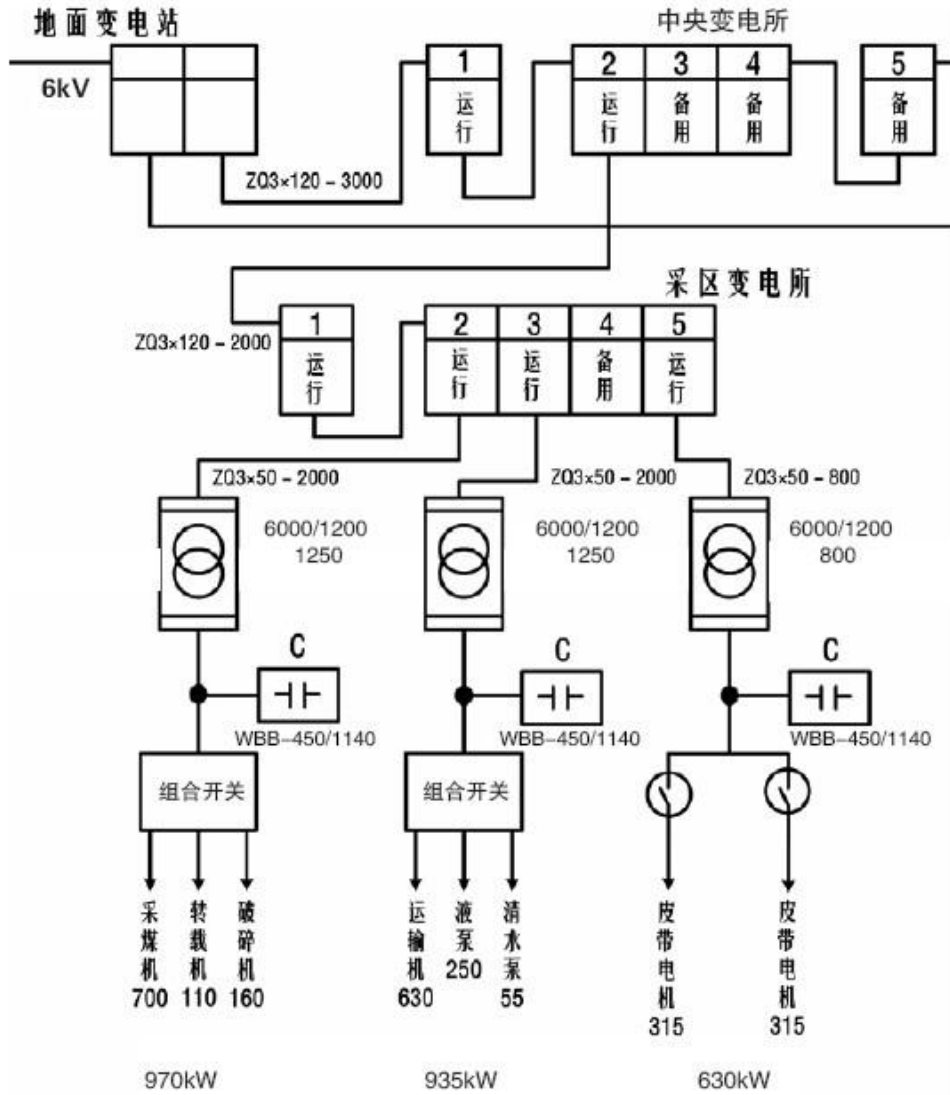 地面变电站
中央变电所
6kV
1
运行
2
运行
3
备用
4
备用
5
备用
ZQ3×120－3000
采区变电所
ZQ3×120－2000
1
运行
2
运行
3
运行
4
备用
5
运行
ZQ3×50－2000
ZQ3×50－2000
ZQ3×50－800
6000/1200
1250
6000/1200
1250
6000/1200
800
C
C
C
WBB–450/1140
WBB–450/1140
WBB–450/1140
组合开关
组合开关
采煤机
700
转载机
110
破碎机
160
运输机
630
液泵
250
清水泵
55
皮带电机
315
皮带电机
315
970kW
935kW
630kW